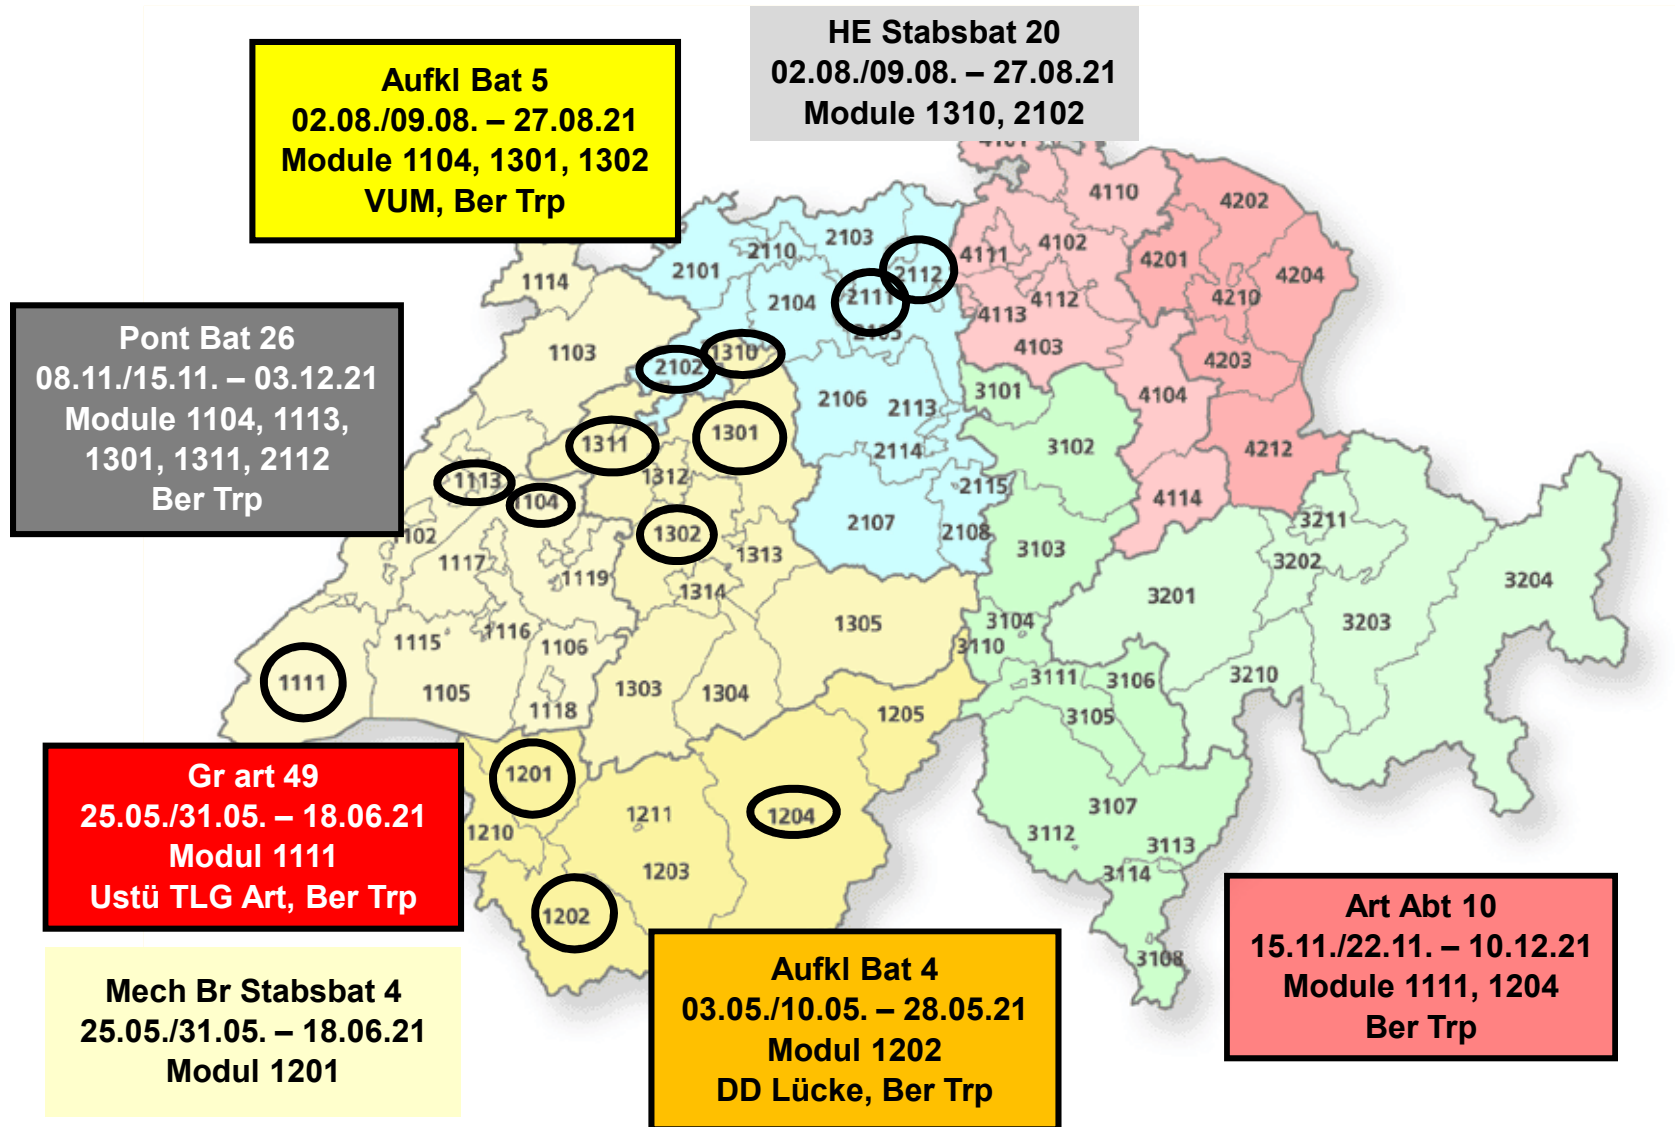 HE Stabsbat 20
02.08./09.08. – 27.08.21
Module 1310, 2102
Aufkl Bat 5
02.08./09.08. – 27.08.21
Module 1104, 1301, 1302
VUM, Ber Trp
Pont Bat 26
08.11./15.11. – 03.12.21
Module 1104, 1113,
1301, 1311, 2112
Ber Trp
Gr art 49
25.05./31.05. – 18.06.21
Modul 1111
Ustü TLG Art, Ber Trp
Mech Br Stabsbat 4
25.05./31.05. – 18.06.21
Modul 1201
Aufkl Bat 4
03.05./10.05. – 28.05.21
Modul 1202
DD Lücke, Ber Trp
Art Abt 10
15.11./22.11. – 10.12.21
Module 1111, 1204
Ber Trp
4110
4202
2103
2110
2101
4111
4102
4201
2112
4204
1114
2104
2111
4210
4112
4113
2105
1103
1310
2102
4103
4203
2106
2113
3101
4104
1311
1301
3102
2114
4212
1113
1312
1104
2115
4114
1102
1302
1313
2107
2108
3103
3211
1117
1119
3202
3204
1314
3201
1115
1116
1106
1305
3104
3110
3203
1111
1105
1303
1304
3111
3106
3210
1118
1205
3105
1201
1211
1204
3107
1210
3112
3113
1203
3114
1202
3108